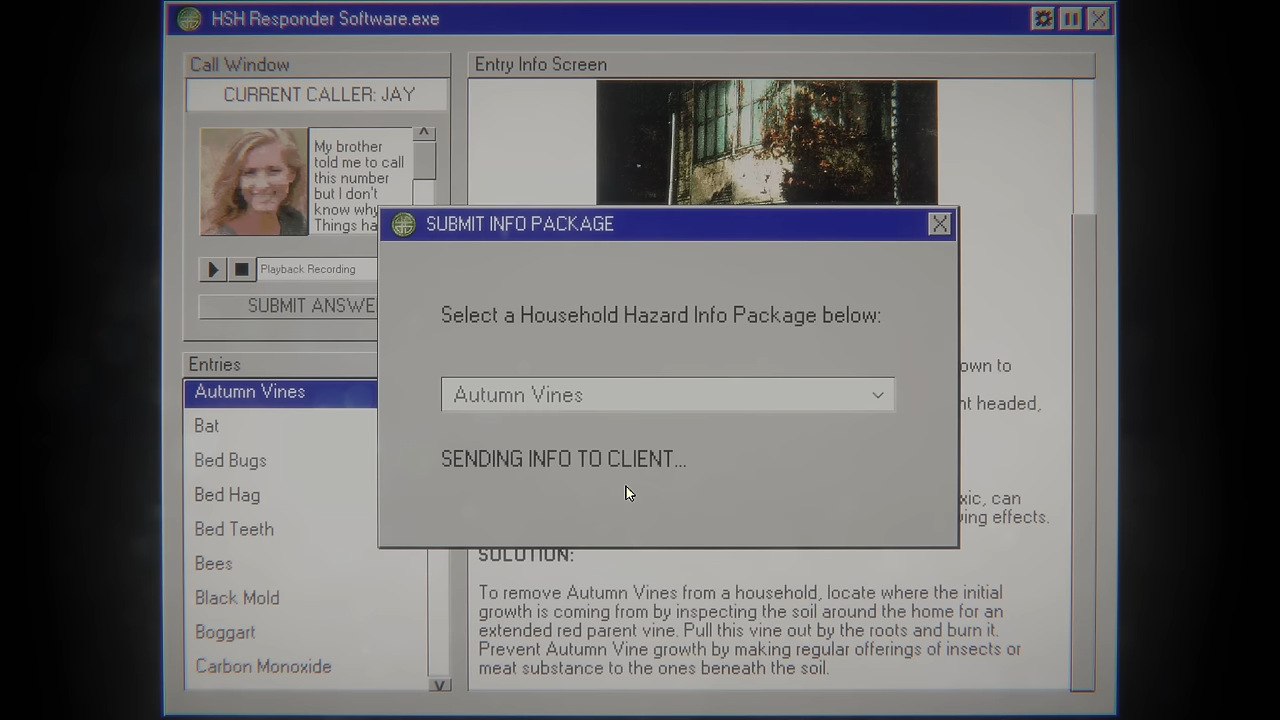 HSH Responder Software.exe
Call Window
CURRENT CALLER: JAY
My brother
told me to call
this number
but I don't
know why
Things ha
Playback Recording
SUBMIT ANSWE
Entries
Autumn Vines
Bat
Bed Bugs
Bed Hag
Bed Teeth
Bees
Black Mold
Boggart
Carbon Monoxide
Entry Info Screen
SUBMIT INFO PACKAGE
Select a Household Hazard Info Package below:
Autumn Vines
SENDING INFO TO CLIENT...
own to
headed,
can
effects.
SOLUTION:
To remove Autumn Vines from a household, locate where the initial
growth is coming from by inspecting the soil around the home for an
extended red parent vine. Pull this vine out by the roots and burn it.
Prevent Autumn Vine growth by making regular offerings of insects or
meat substance to the ones beneath the soil.